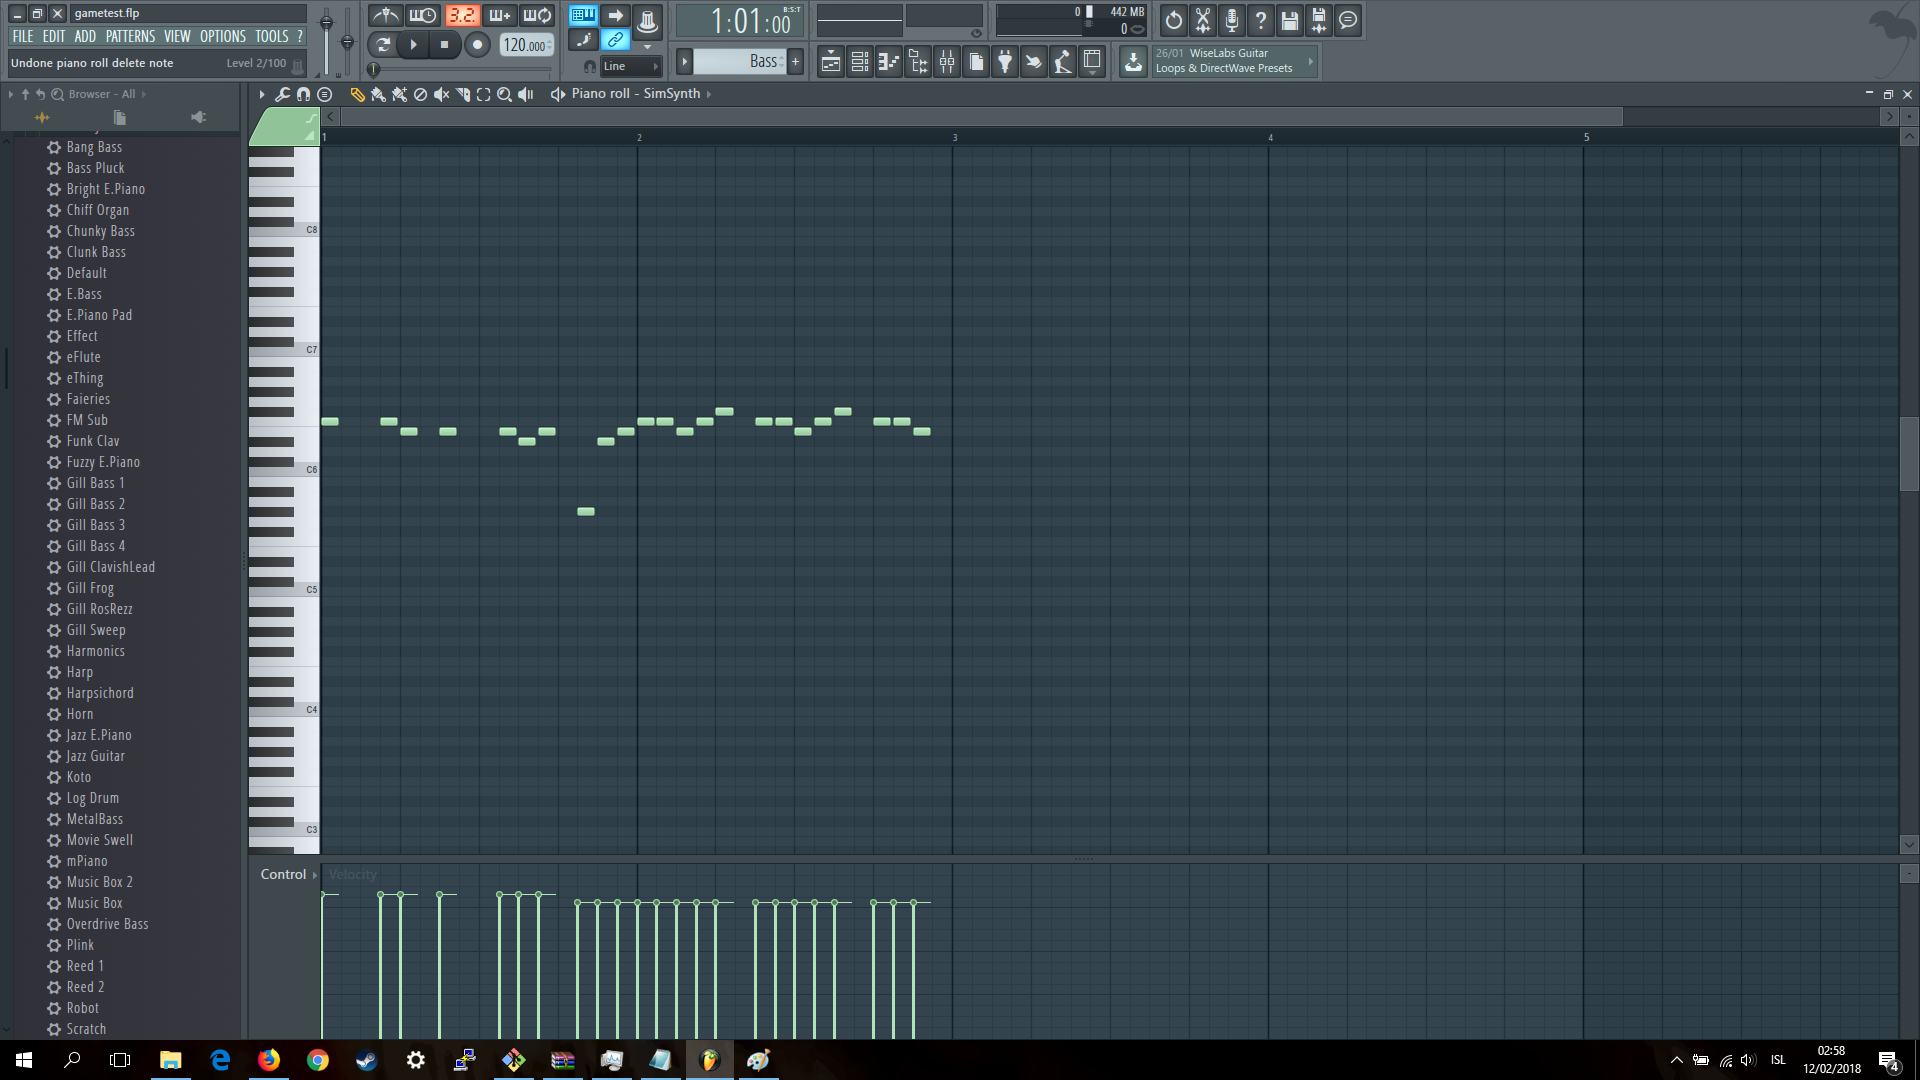 gametest.flp
FILE EDIT ADD PATTERNS VIEW OPTIONS TOOLS ?
Undone piano roll delete note Level 2/100
3.2.
120.000
Line
1:01:00
B:S:T
Bass
0
442 MB
0
26/01 WiseLabs Guitar
Loops & DirectWave Presets
Browser - All
Piano roll - SimSynth
1 2 3 4 5
Bang Bass
Bass Pluck
Bright E.Piano
Chiff Organ
Chunky Bass
Clunk Bass
Default
E.Bass
E.Piano Pad
Effect
eFlute
eThing
Faieries
FM Sub
Funk Clav
Fuzzy E.Piano
Gill Bass 1
Gill Bass 2
Gill Bass 3
Gill Bass 4
Gill ClavishLead
Gill Frog
Gill RosRezz
Gill Sweep
Harmonics
Harp
Harpsichord
Horn
Jazz E.Piano
Jazz Guitar
Koto
Log Drum
MetalBass
Movie Swell
mPiano
Music Box 2
Music Box
Overdrive Bass
Plink
Reed 1
Reed 2
Robot
Scratch
C8
C7
C6
C5
C4
C3
Control Velocity
ISL
02:58
12/02/2018
4